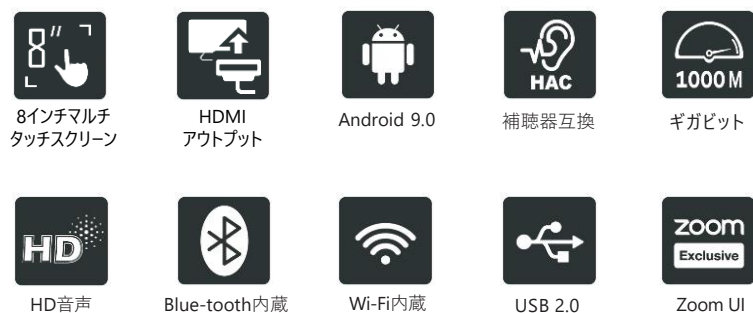 8"
HAC
1000M
8インチマルチ
タッチスクリーン
HDMI
アウトプット
Android 9.0
補聴器互換
ギガビット
HD
zoom
Exclusive
HD音声
Blue-tooth内蔵
Wi-Fi内蔵
USB 2.0
Zoom UI